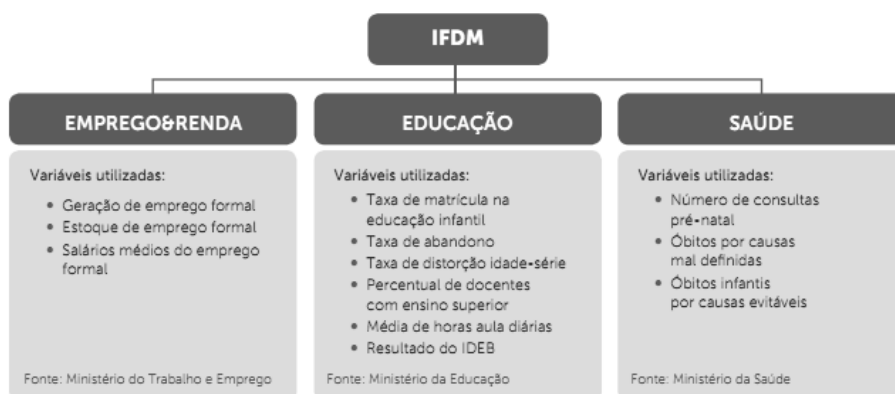 IFDM
EMPREGO&RENDA
Variáveis utilizadas:
• Geração de emprego formal
• Estoque de emprego formal
• Salários médios do emprego
formal
Fonte: Ministério do Trabalho e Emprego
EDUCAÇÃO
Variáveis utilizadas:
• Taxa de matrícula na
educação infantil
• Taxa de abandono
• Taxa de distorção idade-série
• Percentual de docentes
com ensino superior
• Média de horas aula diárias
• Resultado do IDEB
Fonte: Ministério da Educação
SAÚDE
Variáveis utilizadas:
• Número de consultas
pré-natal
• Óbitos por causas
mal definidas
• Óbitos infantis
por causas evitáveis
Fonte: Ministério da Saúde